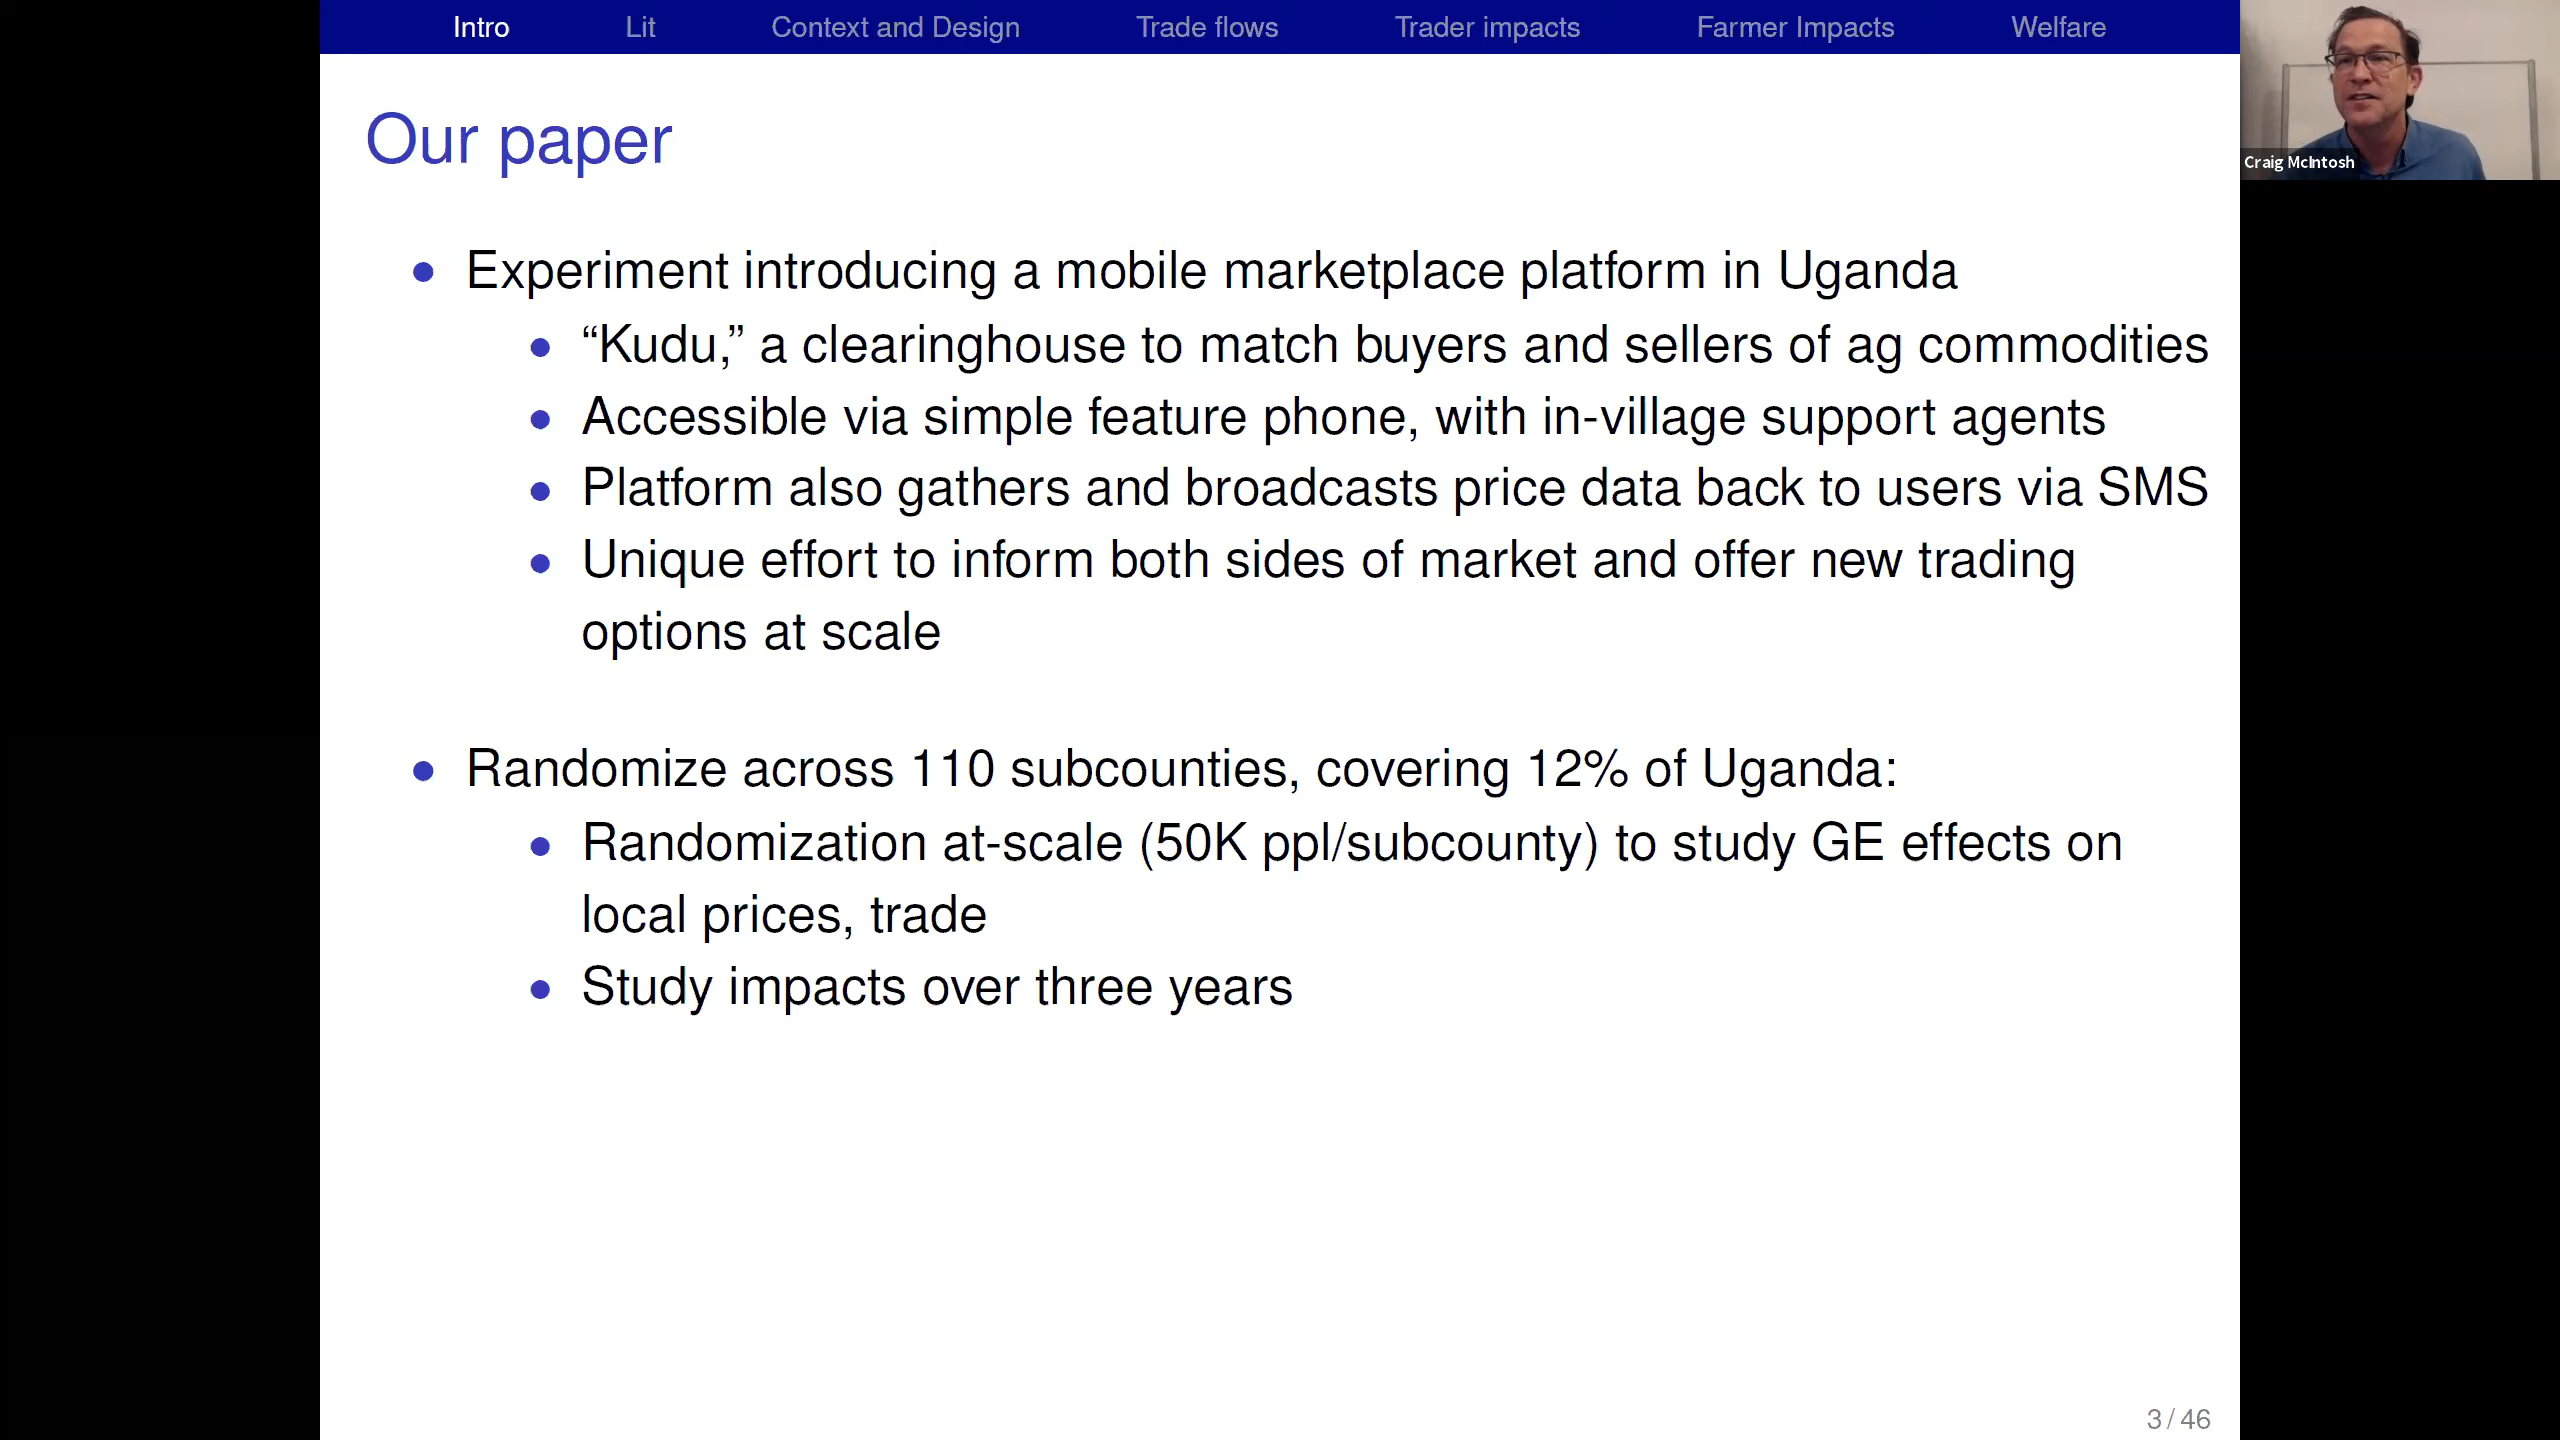 Intro Lit Context and Design Trade flows Trader impacts Farmer Impacts Welfare
Craig McIntosh
Our paper
Experiment introducing a mobile marketplace platform in Uganda
“Kudu,” a clearinghouse to match buyers and sellers of ag commodities
Accessible via simple feature phone, with in-village support agents
Platform also gathers and broadcasts price data back to users via SMS
Unique effort to inform both sides of market and offer new trading
options at scale
Randomize across 110 subcounties, covering 12% of Uganda:
Randomization at-scale (50K ppl/subcounty) to study GE effects on
local prices, trade
Study impacts over three years
3 / 46